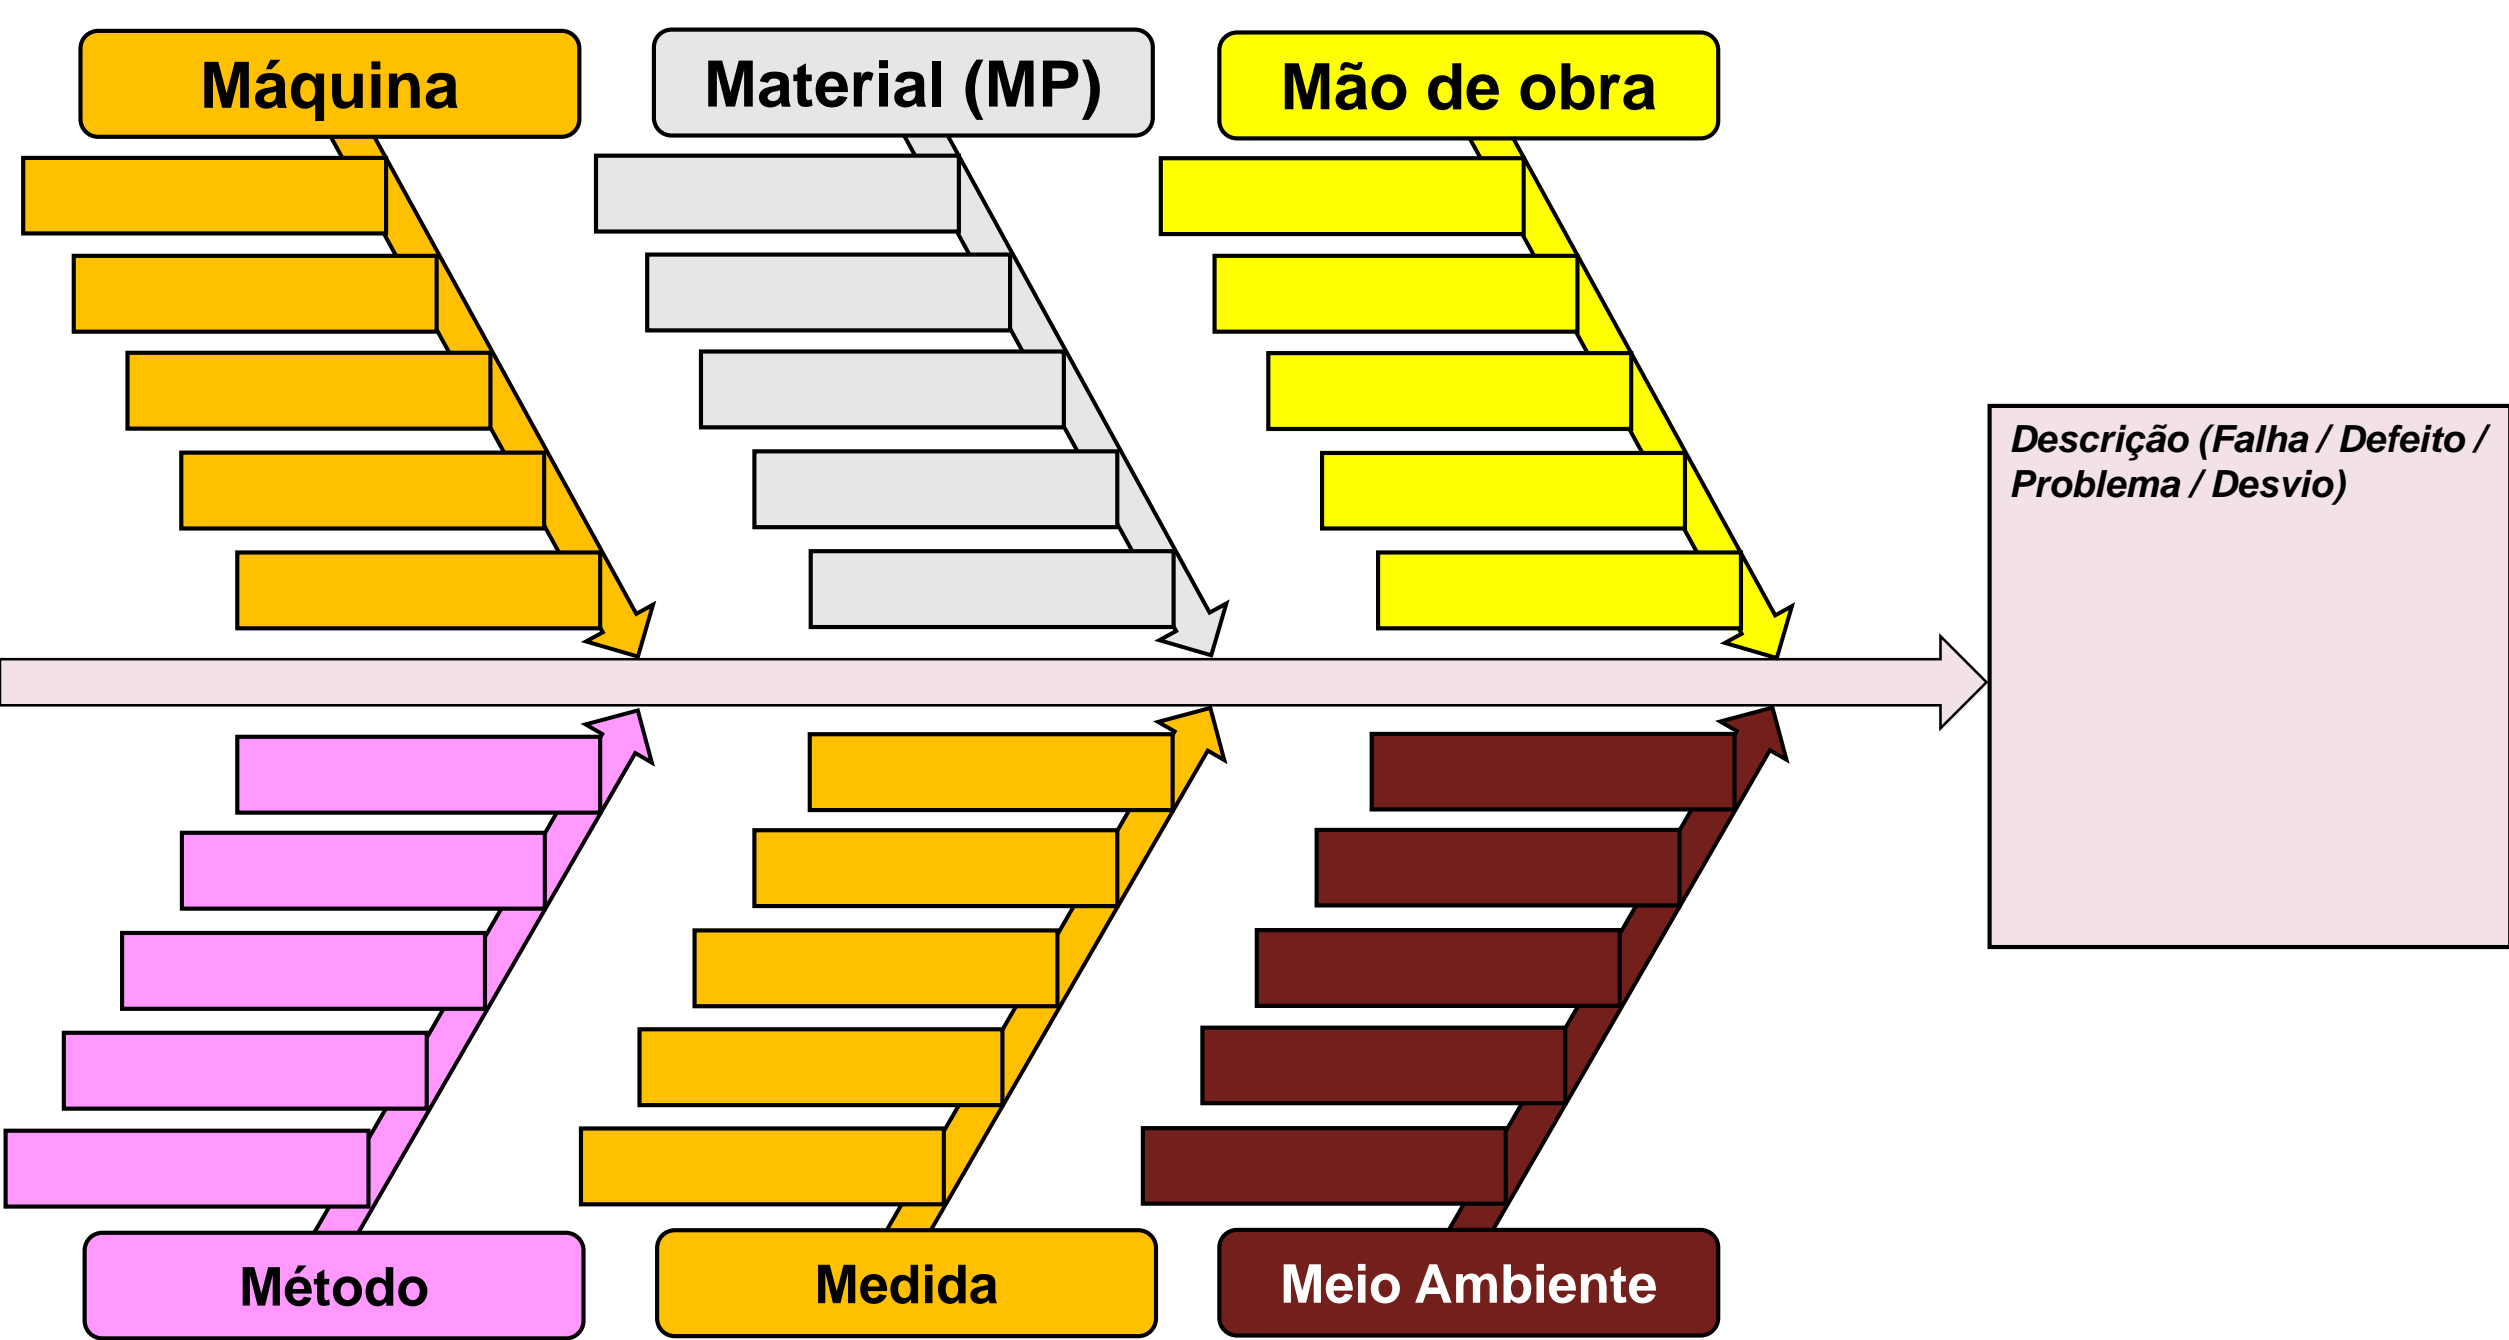 Máquina
Material (MP)
Mão de obra
Descrição (Falha / Defeito /
Problema / Desvio)
Método
Medida
Meio Ambiente